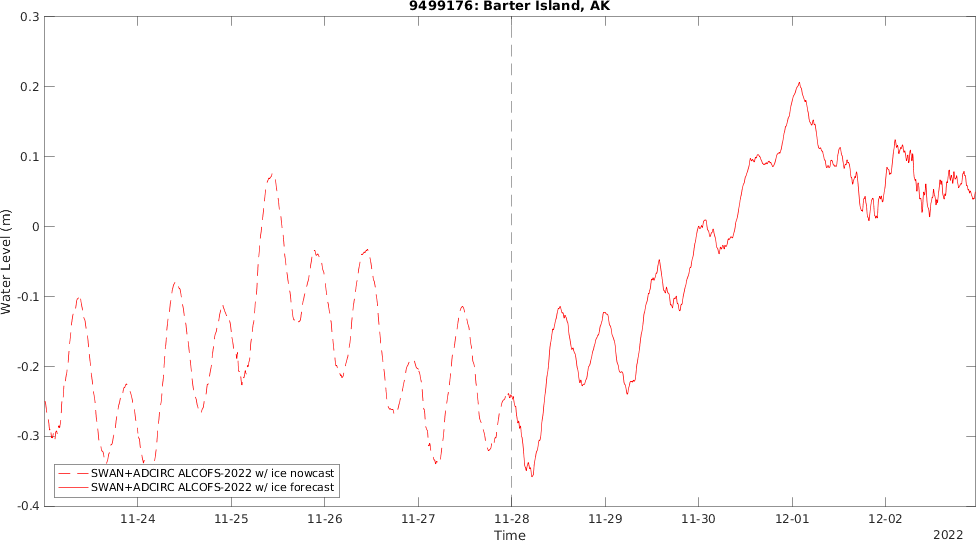 9499176: Barter Island, AK
0.3
0.2
0.1
0
-0.1
-0.2
-0.3
-0.4
Water Level (m)
SWAN+ADCIRC ALCOFS-2022 w/ ice nowcast
SWAN+ADCIRC ALCOFS-2022 w/ ice forecast
11-24 11-25 11-26 11-27 11-28 11-29 11-30 12-01 12-02
Time
2022